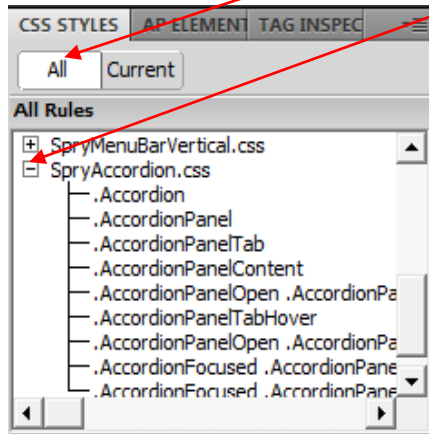 CSS STYLES AP ELEMENT TAG INSPEC
All Current
All Rules
SpryMenuBarVertical.css
SpryAccordion.css
.Accordion
.AccordionPanel
.AccordionPanelTab
.AccordionPanelContent
.AccordionPanelOpen .AccordionPa
.AccordionPanelTabHover
.AccordionPanelOpen .AccordionPa
.AccordionFocused .AccordionPane
.AccordionFocused .AccordionPane